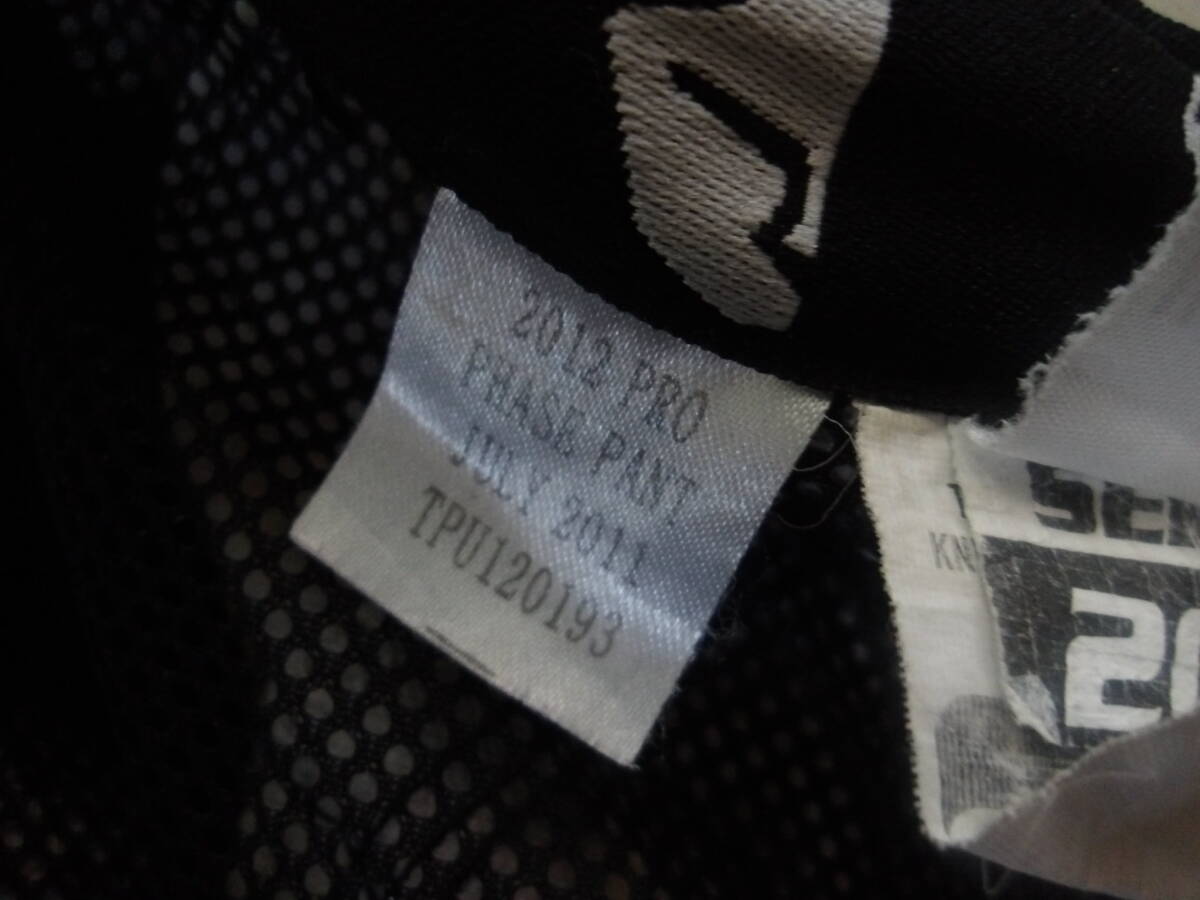 2012 PRO
PHASE PANT
JULY 2011
TPU120193